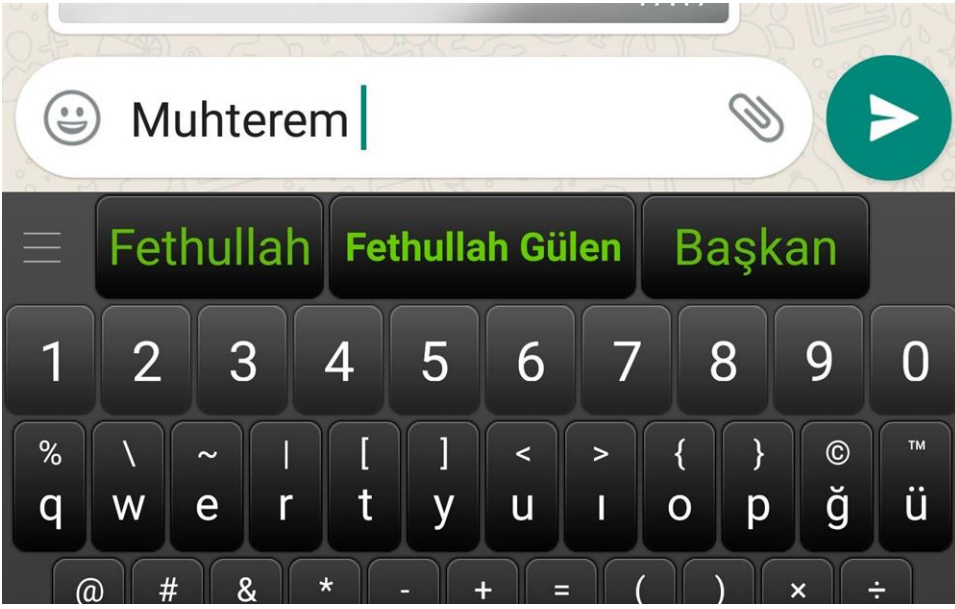 Muhterem
Fethullah Fethullah Gülen Başkan
1 2 3 4 5 6 7 8 9 0
% \ ~ | [ ] < > { } © ™
q w e r t y u ı o p ğ ü
@ # & * - + = ( ) × ÷